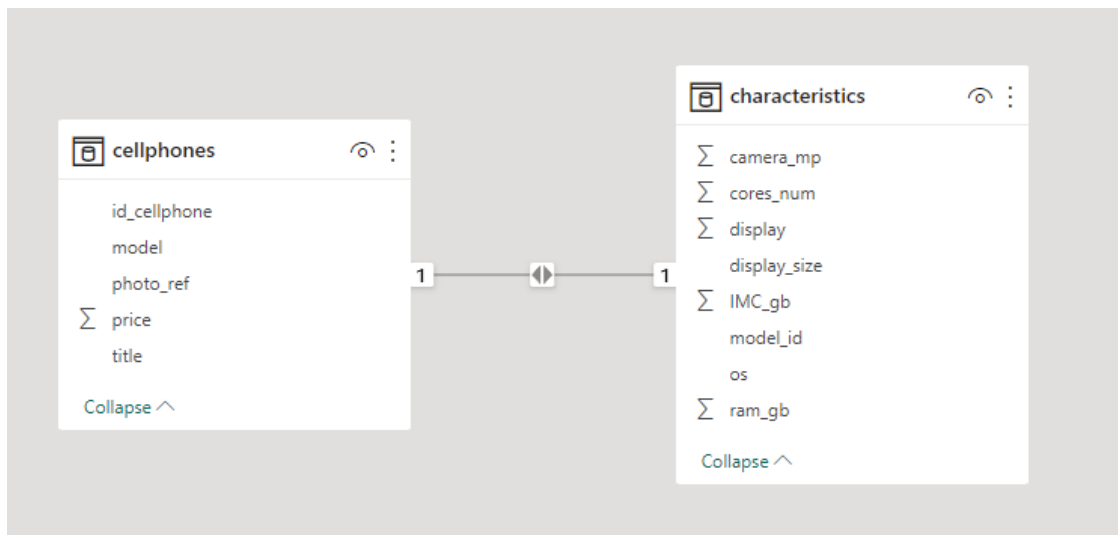 cellphones
id_cellphone
model
photo_ref
∑ price
title
Collapse
1
1
characteristics
∑ camera_mp
∑ cores_num
∑ display
display_size
∑ IMC_gb
model_id
os
∑ ram_gb
Collapse